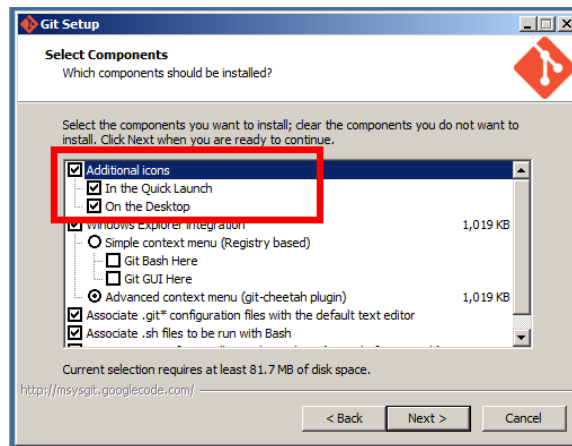 Git Setup
Select Components
Which components should be installed?
Select the components you want to install; clear the components you do not want to
install. Click Next when you are ready to continue.
Additional icons
In the Quick Launch
On the Desktop
Windows Explorer integration 1,019 KB
Simple context menu (Registry based)
Git Bash Here
Git GUI Here
Advanced context menu (git-cheetah plugin) 1,019 KB
Associate .git* configuration files with the default text editor
Associate .sh files to be run with Bash
Current selection requires at least 81.7 MB of disk space.
http://msysgit.googlecode.com/
< Back Next > Cancel